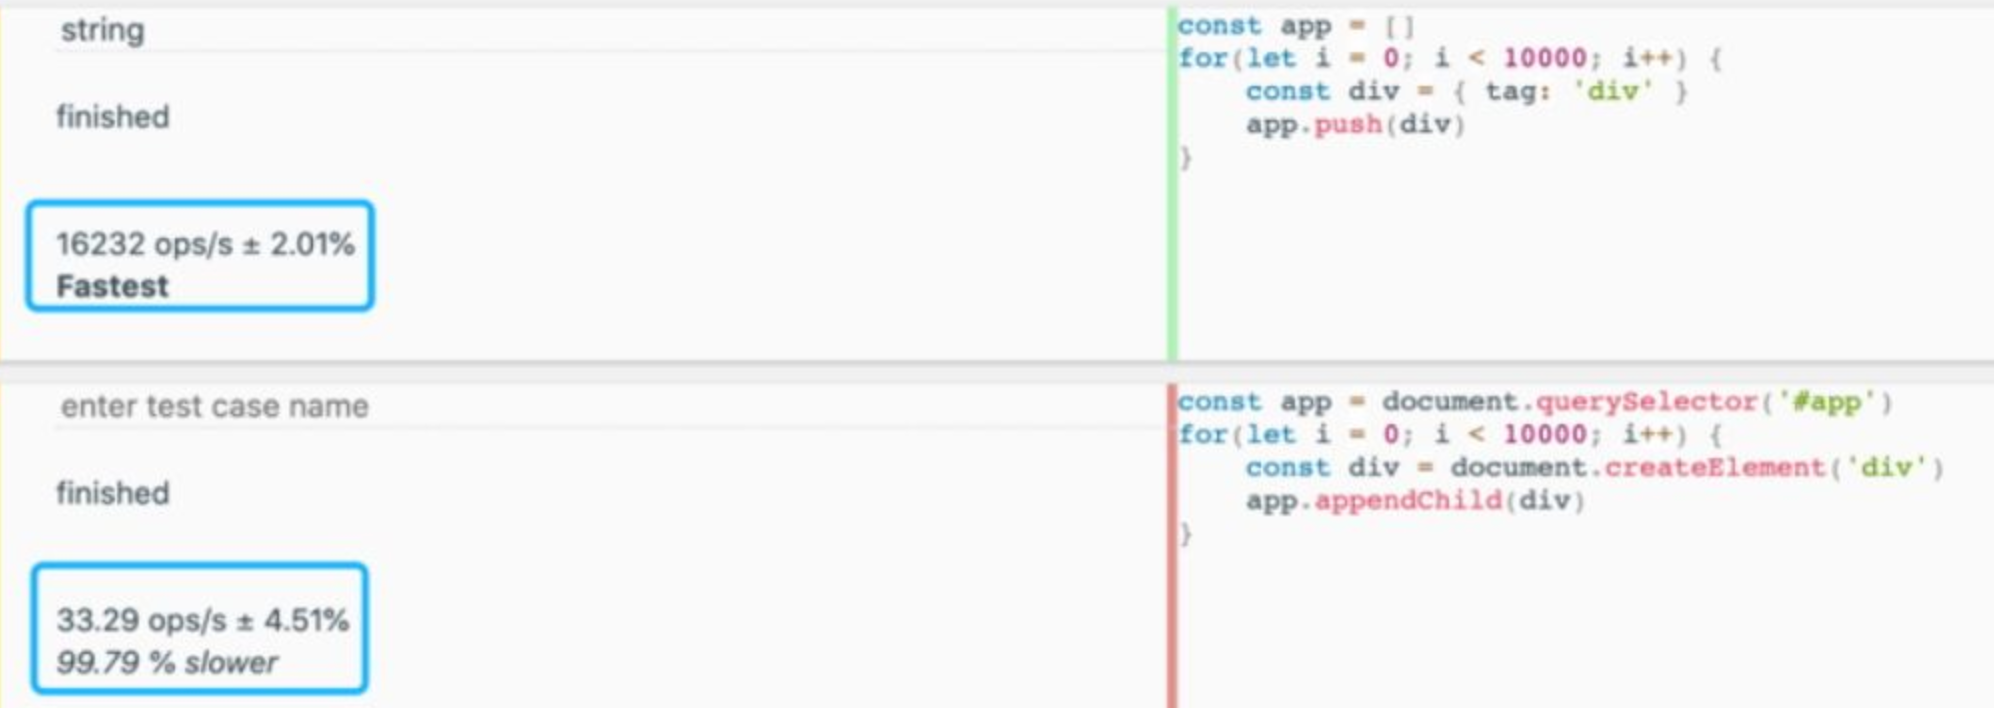 string
finished
16232 ops/s ± 2.01%
Fastest
const app = []
for(let i = 0; i < 10000; i++) {
    const div = { tag: 'div' }
    app.push(div)
}
enter test case name
finished
33.29 ops/s ± 4.51%
99.79 % slower
const app = document.querySelector('#app')
for(let i = 0; i < 10000; i++) {
    const div = document.createElement('div')
    app.appendChild(div)
}